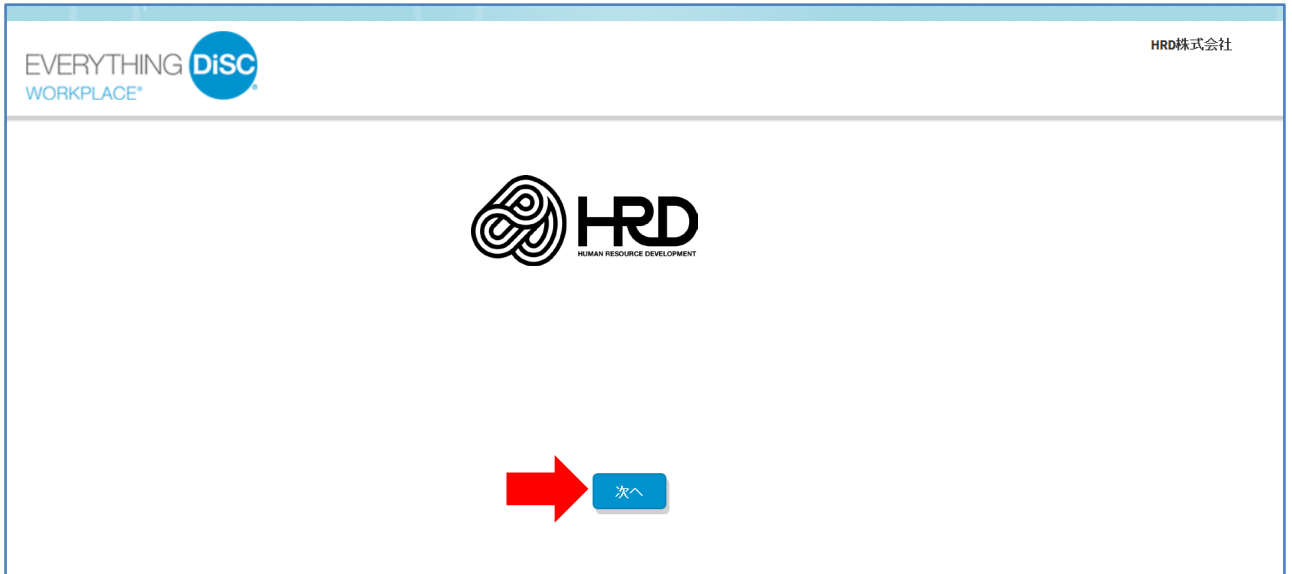 HRD株式会社
EVERYTHING DiSC®
WORKPLACE®
HRD
HUMAN RESOURCE DEVELOPMENT
次へ